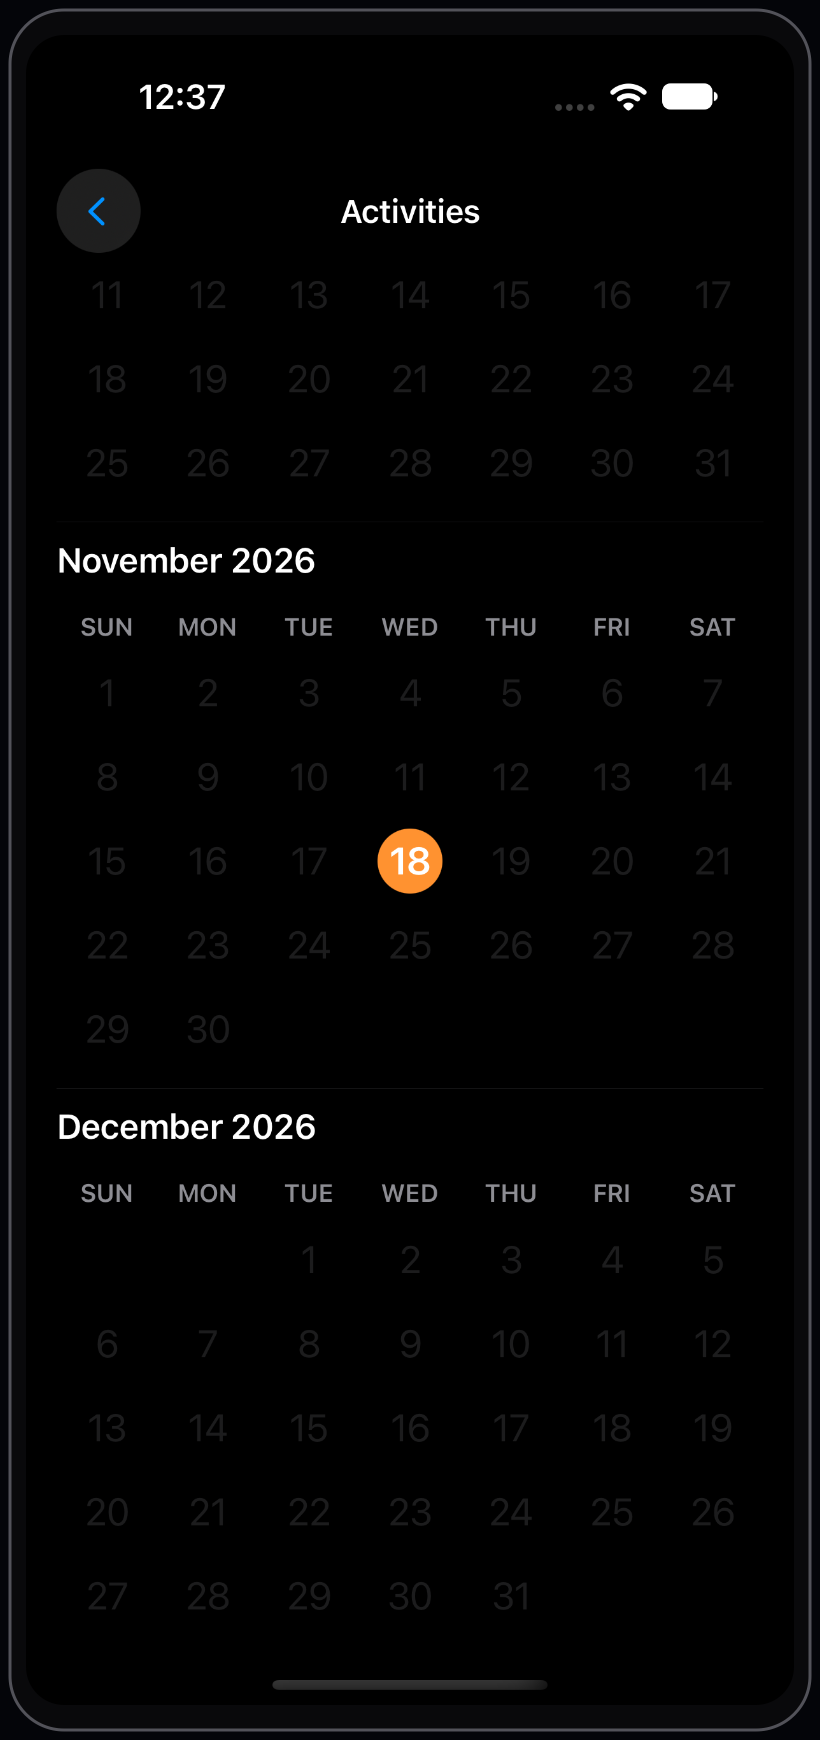 12:37
Activities
11 12 13 14 15 16 17
18 19 20 21 22 23 24
25 26 27 28 29 30 31
November 2026
SUN MON TUE WED THU FRI SAT
1 2 3 4 5 6 7
8 9 10 11 12 13 14
15 16 17 18 19 20 21
22 23 24 25 26 27 28
29 30
December 2026
SUN MON TUE WED THU FRI SAT
1 2 3 4 5
6 7 8 9 10 11 12
13 14 15 16 17 18 19
20 21 22 23 24 25 26
27 28 29 30 31